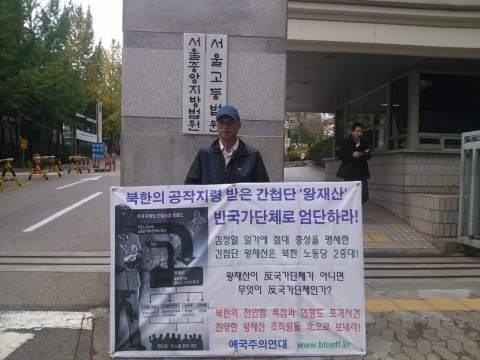 서울고등법원
서울중앙지방법원
북한의 공작지령 받은 간첩단 '왕재산'
반국가단체로 엄단하라!
김정일 일가에 절대 충성을 맹세한
간첩단 왕재산은 북한 노동당 2중대!
왕재산이 反국가단체가 아니면
무엇이 反국가단체인가?
북한의 천안함 폭침과 연평도 포격사건
찬양한 왕재산 조직원들 北으로 보내라!
애국주의연대 www.blueff.kr